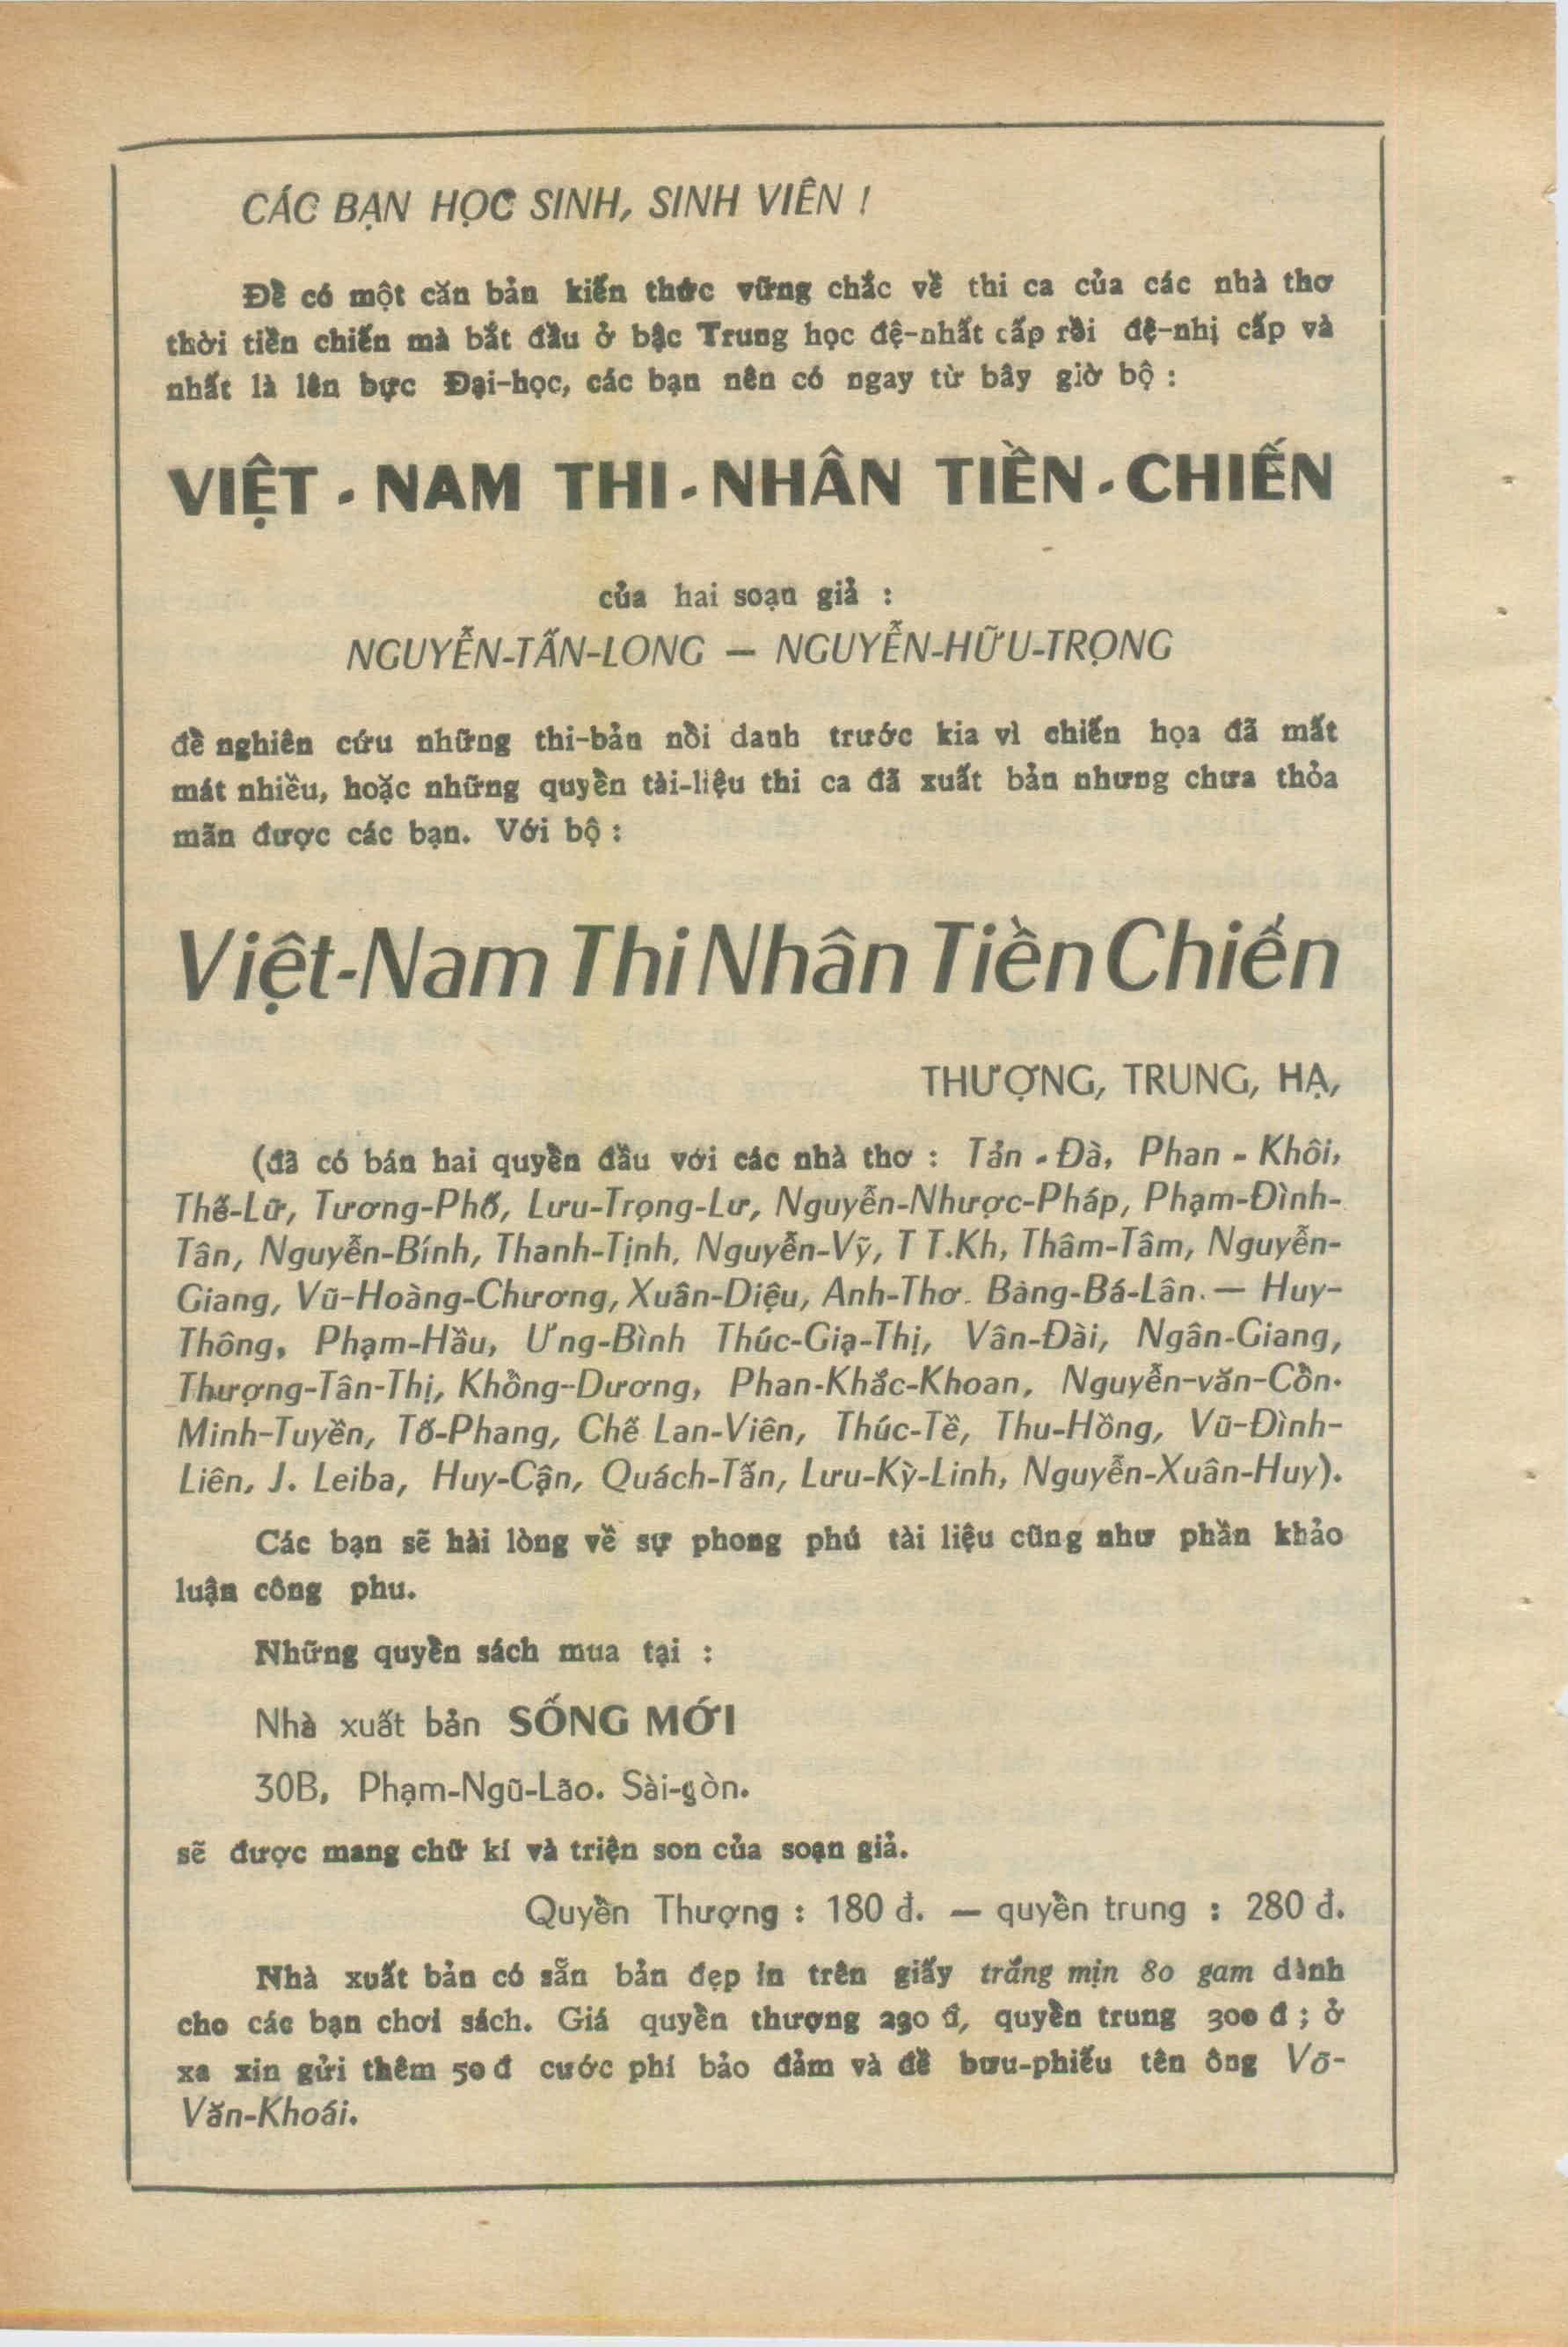 CÁC BẠN HỌC SINH, SINH VIÊN !
Để có một căn bản kiến thức vững chắc về thi ca của các nhà thơ
thời tiền chiến mà bắt đầu ở bậc Trung học đệ-nhất cấp rồi đệ-nhị cấp và
nhất là lên bực Đại-học, các bạn nên có ngay từ bây giờ bộ :
VIỆT - NAM THI - NHÂN TIỀN - CHIẾN
của hai soạn giả :
NGUYỄN-TẤN-LONG — NGUYỄN-HỮU-TRỌNG
để nghiên cứu những thi-bản nổi danh trước kia vì chiến họa đã mất
mát nhiều, hoặc những quyển tài-liệu thi ca đã xuất bản nhưng chưa thỏa
mãn được các bạn. Với bộ :
Việt-Nam Thi Nhân Tiền Chiến
THƯỢNG, TRUNG, HẠ,
(đã có bán hai quyển đầu với các nhà thơ : Tản - Đà, Phan - Khôi,
Thế-Lữ, Tương-Phố, Lưu-Trọng-Lư, Nguyễn-Nhược-Pháp, Phạm-Đình-
Tân, Nguyễn-Bính, Thanh-Tịnh, Nguyễn-Vỹ, T T.Kh, Thâm-Tâm, Nguyễn-
Giang, Vũ-Hoàng-Chương, Xuân-Diệu, Anh-Thơ. Bàng-Bá-Lân. — Huy-
Thông, Phạm-Hầu, Ưng-Bình Thúc-Giạ-Thị, Vân-Đài, Ngân-Giang,
Thượng-Tân-Thị, Khổng-Dương, Phan-Khắc-Khoan, Nguyễn-văn-Cổn.
Minh-Tuyền, Tố-Phang, Chế Lan-Viên, Thúc-Tề, Thu-Hồng, Vũ-Đình-
Liên, J. Leiba, Huy-Cận, Quách-Tấn, Lưu-Kỳ-Linh, Nguyễn-Xuân-Huy).
Các bạn sẽ hài lòng về sự phong phú tài liệu cũng như phần khảo
luận công phu.
Những quyển sách mua tại :
Nhà xuất bản SỐNG MỚI
30B, Phạm-Ngũ-Lão. Sài-gòn.
sẽ được mang chữ kí và triện son của soạn giả.
Quyển Thượng : 180 đ. — quyển trung : 280 đ.
Nhà xuất bản có sẵn bản đẹp in trên giấy trắng mịn 80 gam dành
cho các bạn chơi sách. Giá quyển thượng 230 đ, quyển trung 300 đ ; ở
xa xin gửi thêm 50 đ cước phí bảo đảm và để bưu-phiếu tên ông Võ-
Văn-Khoái.